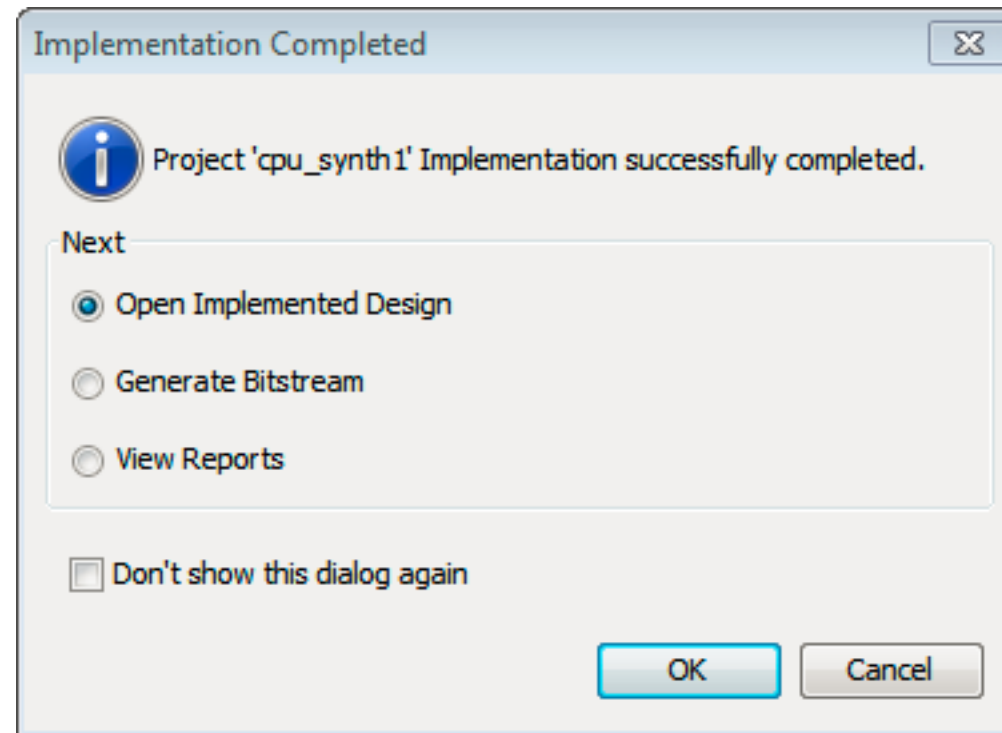 Implementation Completed
Project 'cpu_synth1' Implementation successfully completed.
Next
Open Implemented Design
Generate Bitstream
View Reports
Don't show this dialog again
OK
Cancel